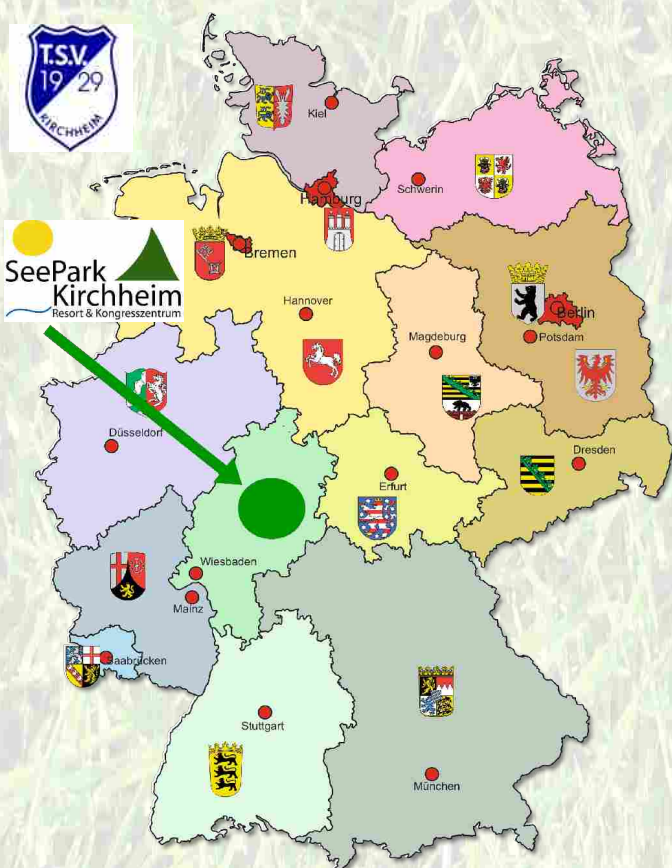 T.S.V.
19 29
KIRCHHEIM
Kiel
Schwerin
Hamburg
Bremen
SeePark
Kirchheim
Resort & Kongresszentrum
Hannover
Berlin
Magdeburg
Potsdam
Düsseldorf
Dresden
Erfurt
Wiesbaden
Mainz
Saabrücken
Stuttgart
München